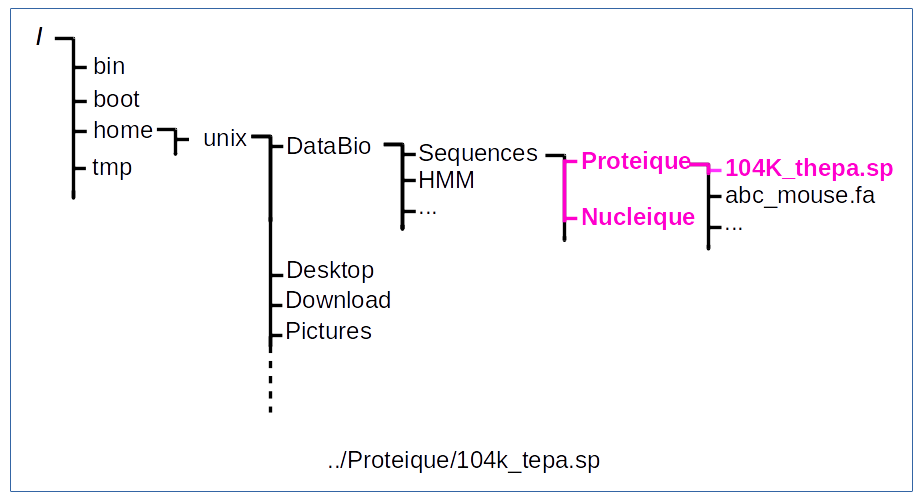 /
bin
boot
home
tmp
unix
DataBio
Desktop
Download
Pictures
Sequences
HMM
...
Proteique
Nucleique
104K_thepa.sp
abc_mouse.fa
...
../Proteique/104k_tepa.sp